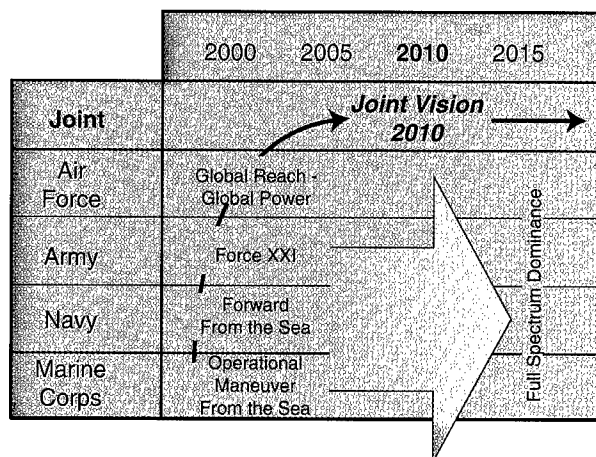 2000 2005 2010 2015
Joint
Joint Vision
2010
Air
Force
Global Reach -
Global Power
Army
Force XXI
Navy
Forward
From the Sea
Marine
Corps
Operational
Maneuver
From the Sea
Full Spectrum Dominance